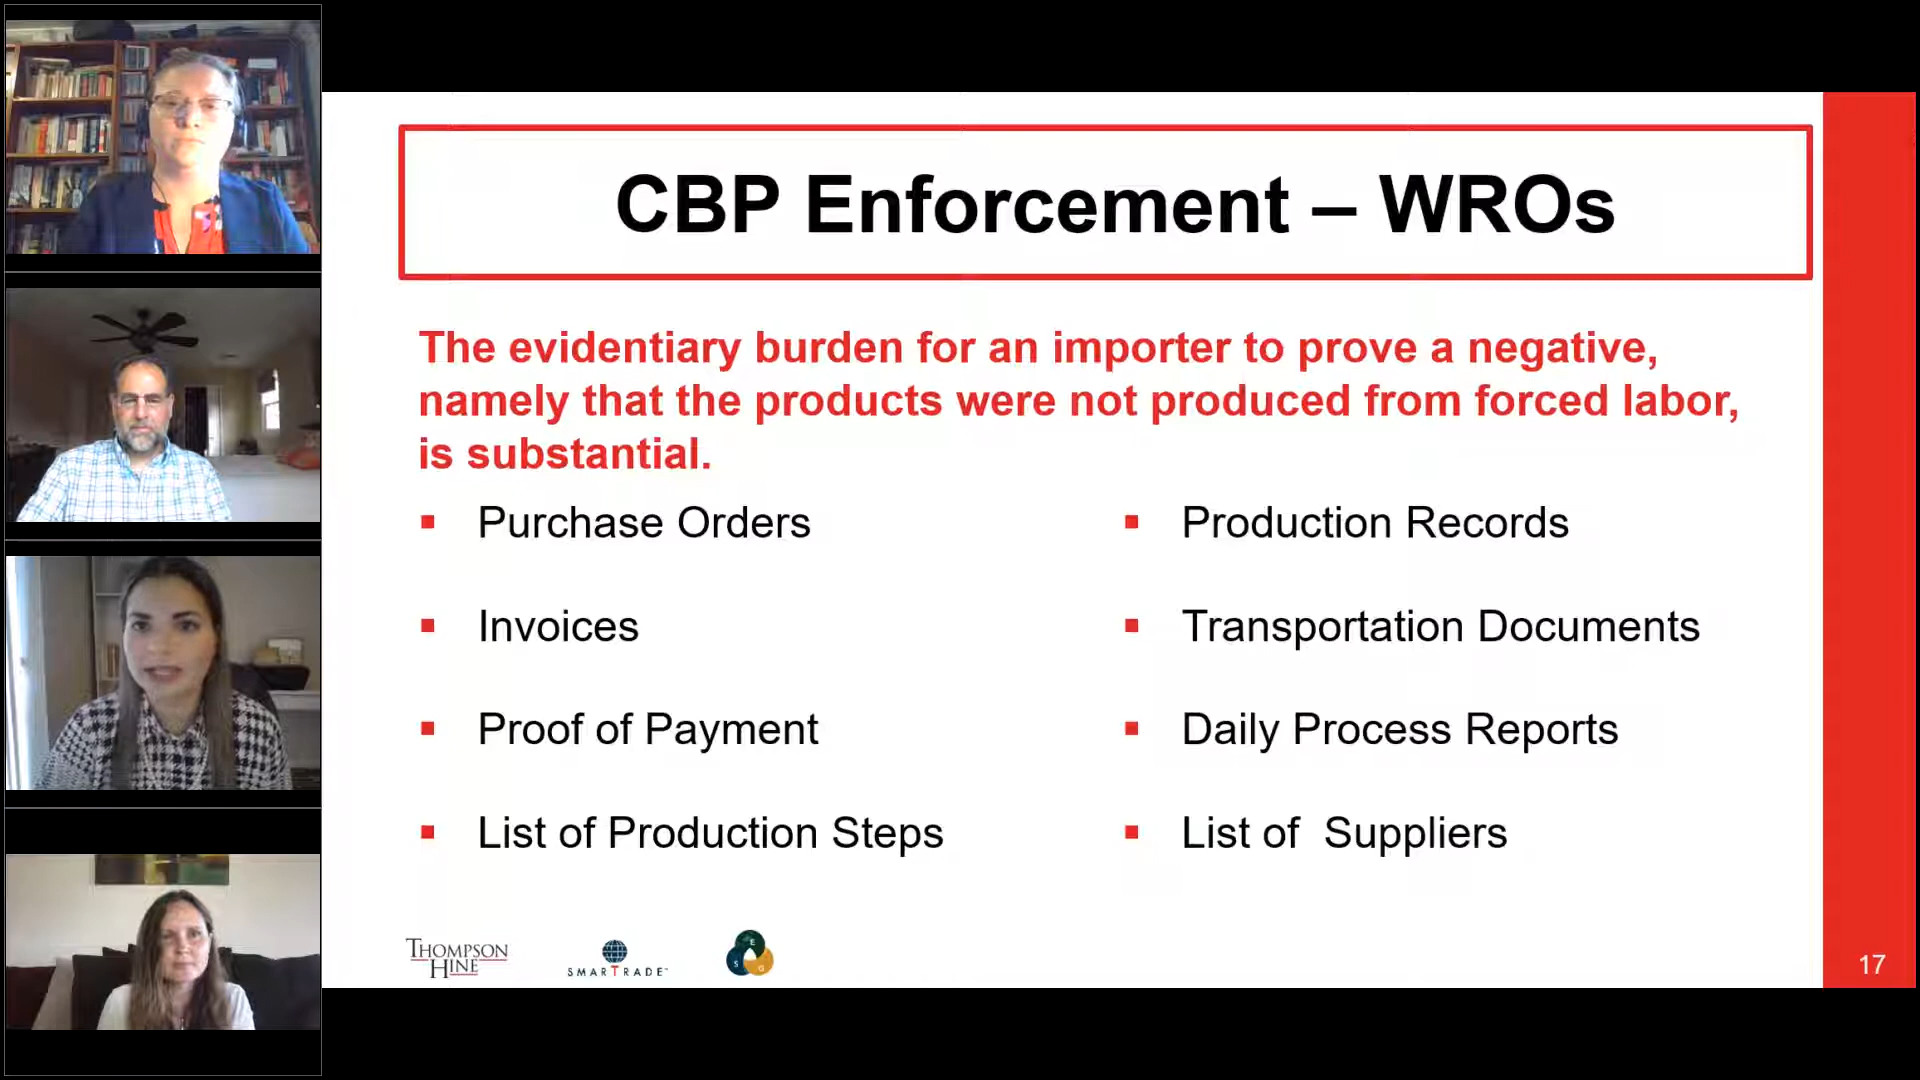 CBP Enforcement – WROs
The evidentiary burden for an importer to prove a negative,
namely that the products were not produced from forced labor,
is substantial.
Purchase Orders
Invoices
Proof of Payment
List of Production Steps
Production Records
Transportation Documents
Daily Process Reports
List of  Suppliers
THOMPSON
HINE
SMARTRADE
E
S
G
17